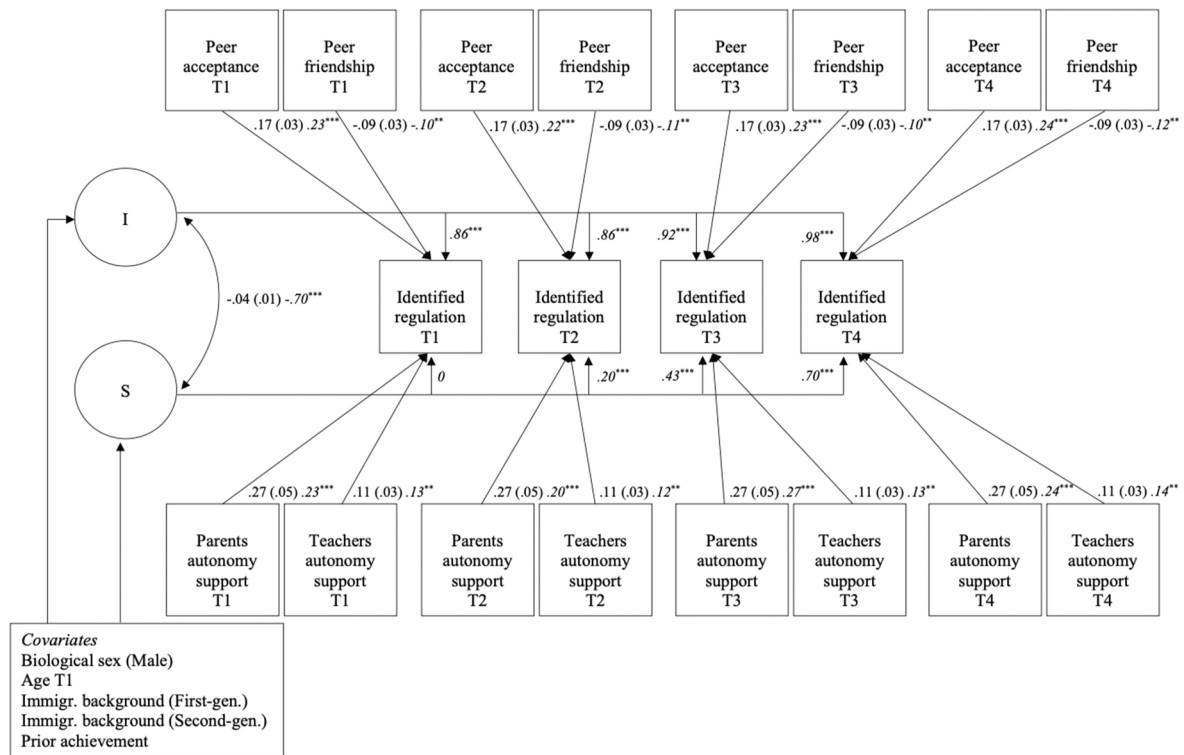 Peer
acceptance
T1
Peer
friendship
T1
Peer
acceptance
T2
Peer
friendship
T2
Peer
acceptance
T3
Peer
friendship
T3
Peer
acceptance
T4
Peer
friendship
T4
.17 (.03) .23***
-.09 (.03) -.10**
.17 (.03) .22***
-.09 (.03) -.11**
.17 (.03) .23***
-.09 (.03) -.10**
.17 (.03) .24***
-.09 (.03) -.12**
I
.86***
.86***
.92***
.98***
-.04 (.01) -.70***
Identified
regulation
T1
Identified
regulation
T2
Identified
regulation
T3
Identified
regulation
T4
S
0
.20***
.43***
.70***
.27 (.05) .23***
.11 (.03) .13**
.27 (.05) .20***
.11 (.03) .12**
.27 (.05) .27***
.11 (.03) .13**
.27 (.05) .24***
.11 (.03) .14**
Parents
autonomy
support
T1
Teachers
autonomy
support
T1
Parents
autonomy
support
T2
Teachers
autonomy
support
T2
Parents
autonomy
support
T3
Teachers
autonomy
support
T3
Parents
autonomy
support
T4
Teachers
autonomy
support
T4
Covariates
Biological sex (Male)
Age T1
Immigr. background (First-gen.)
Immigr. background (Second-gen.)
Prior achievement